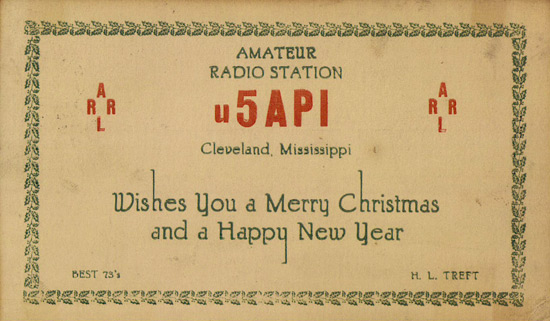 AMATEUR
RADIO STATION
A
R R
L
u5API
A
R R
L
Cleveland, Mississippi
Wishes You a Merry Christmas
and a Happy New Year
BEST 73's
H. L. TREFT